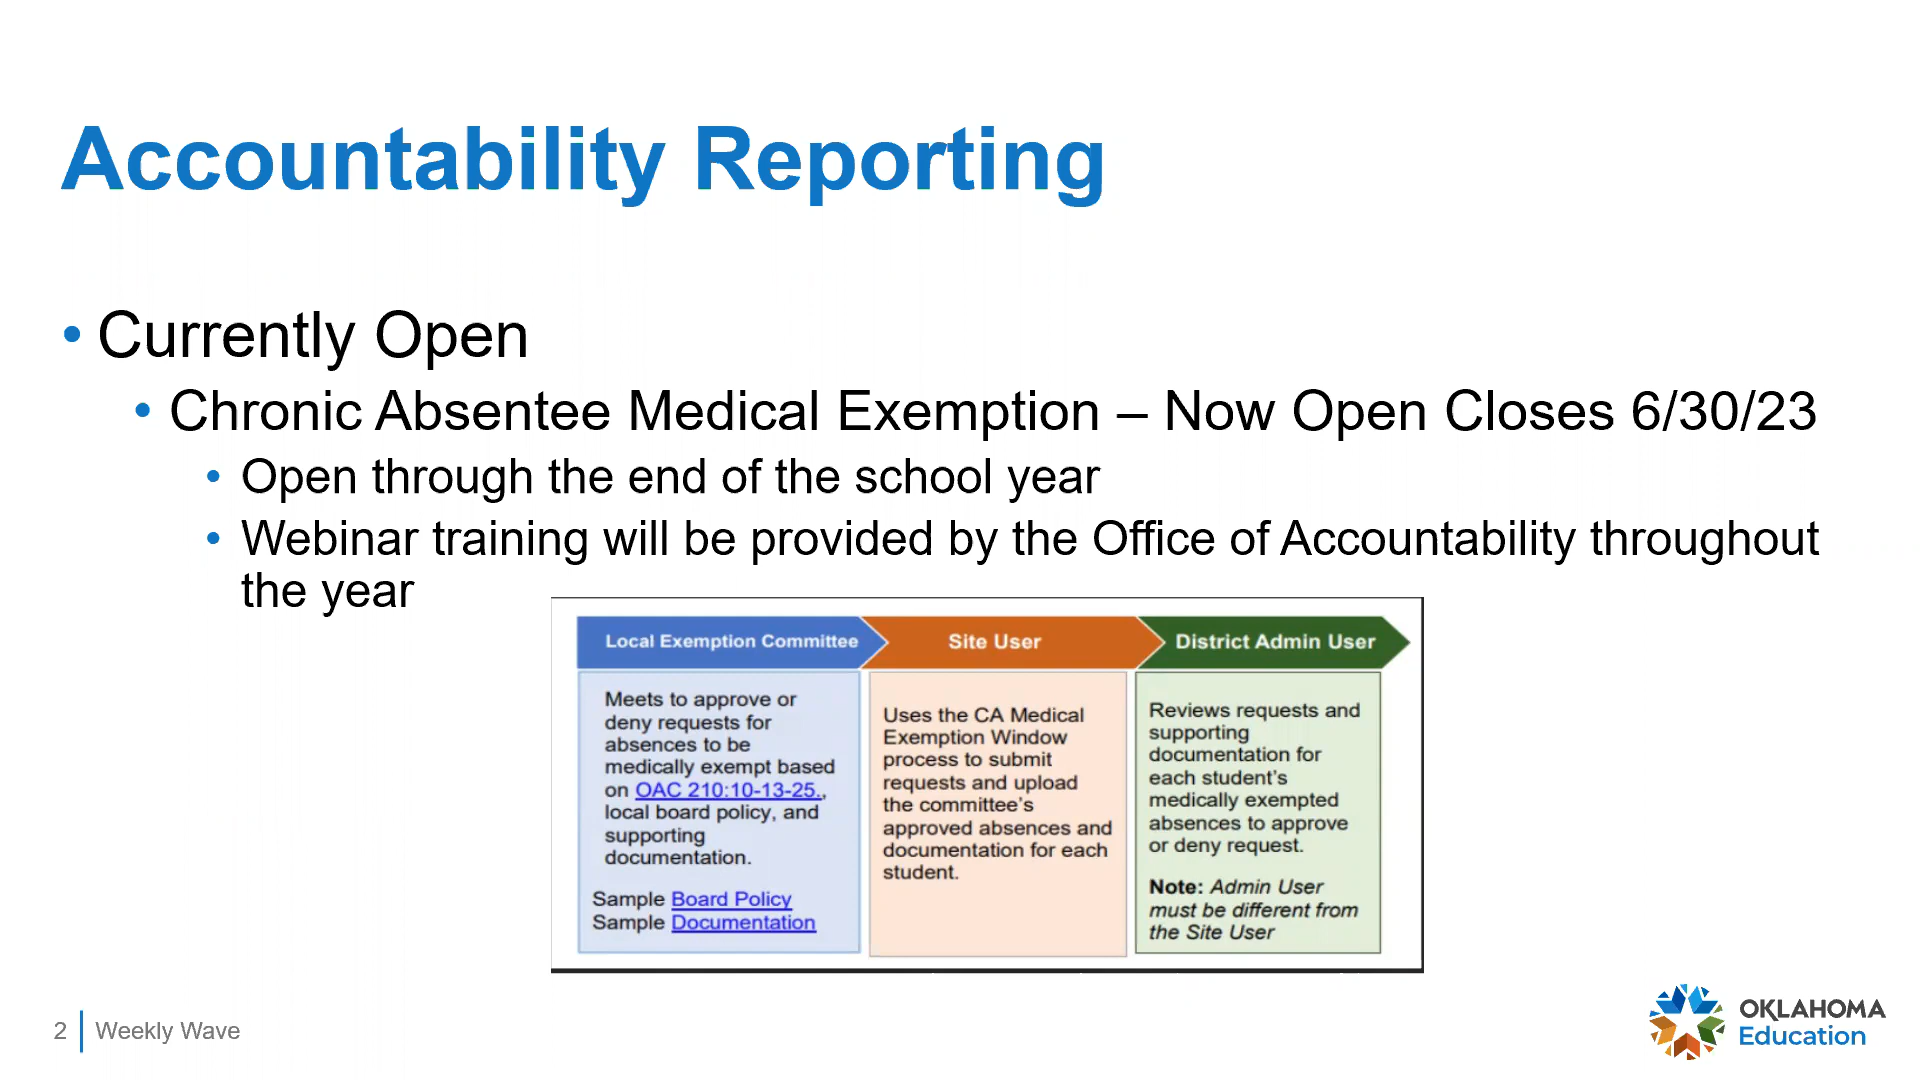 Accountability Reporting
• Currently Open
• Chronic Absentee Medical Exemption – Now Open Closes 6/30/23
• Open through the end of the school year
• Webinar training will be provided by the Office of Accountability throughout
the year
Local Exemption Committee
Meets to approve or
deny requests for
absences to be
medically exempt based
on OAC 210:10-13-25.,
local board policy, and
supporting
documentation.
Sample Board Policy
Sample Documentation
Site User
Uses the CA Medical
Exemption Window
process to submit
requests and upload
the committee's
approved absences and
documentation for each
student.
District Admin User
Reviews requests and
supporting
documentation for
each student's
medically exempted
absences to approve
or deny request.
Note: Admin User
must be different from
the Site User
2 Weekly Wave
OKLAHOMA
Education